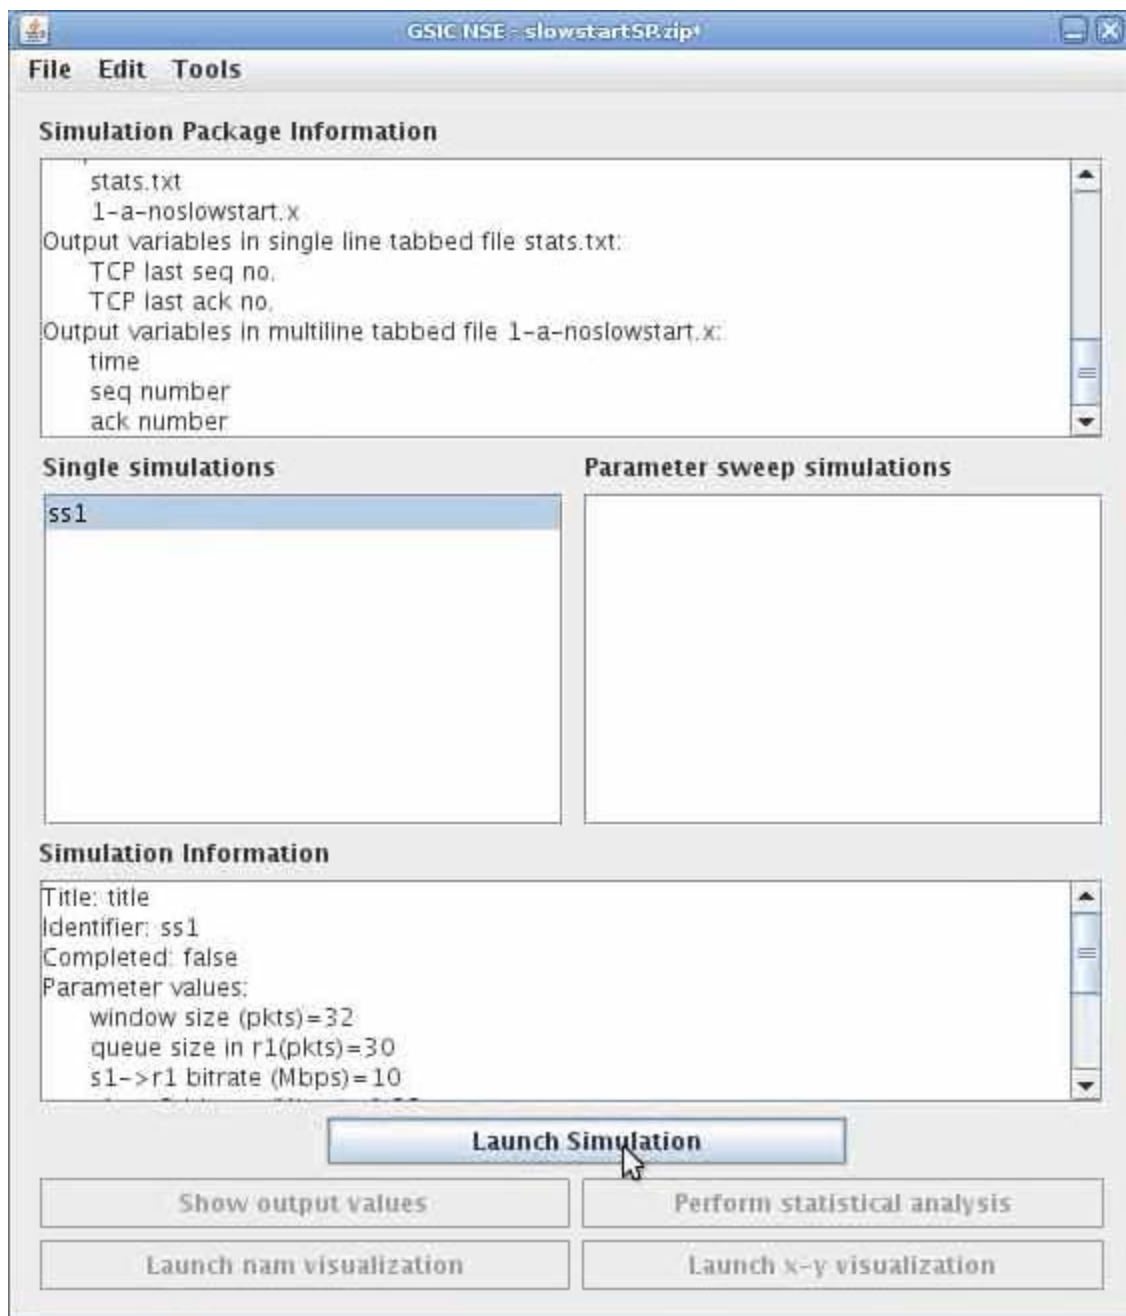 GSIC NSE - slowstartSP.zip*
File Edit Tools
Simulation Package Information
stats.txt
1-a-noslowstart.x
Output variables in single line tabbed file stats.txt:
TCP last seq no.
TCP last ack no.
Output variables in multiline tabbed file 1-a-noslowstart.x:
time
seq number
ack number
Single simulations Parameter sweep simulations
ss1
Simulation Information
Title: title
Identifier: ss1
Completed: false
Parameter values:
window size (pkts)=32
queue size in r1(pkts)=30
s1->r1 bitrate (Mbps)=10
Launch Simulation
Show output values Perform statistical analysis
Launch nam visualization Launch x-y visualization